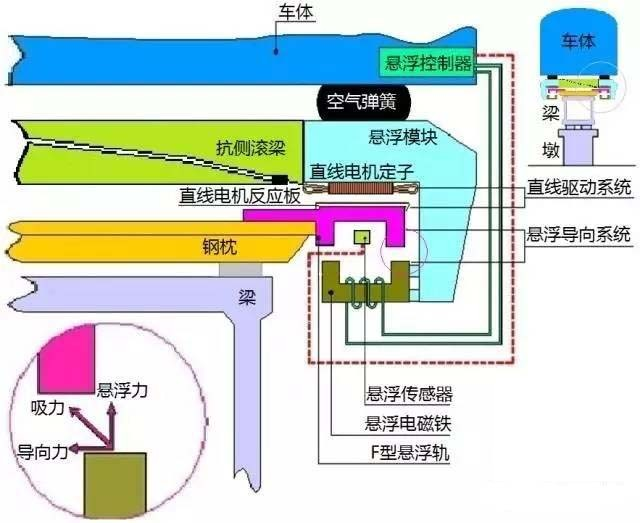 车体
悬浮控制器
空气弹簧
抗侧滚梁
悬浮模块
直线电机定子
直线电机反应板
直线驱动系统
悬浮导向系统
钢枕
梁
悬浮力
吸力
导向力
悬浮传感器
悬浮电磁铁
F型悬浮轨
车体
梁
墩